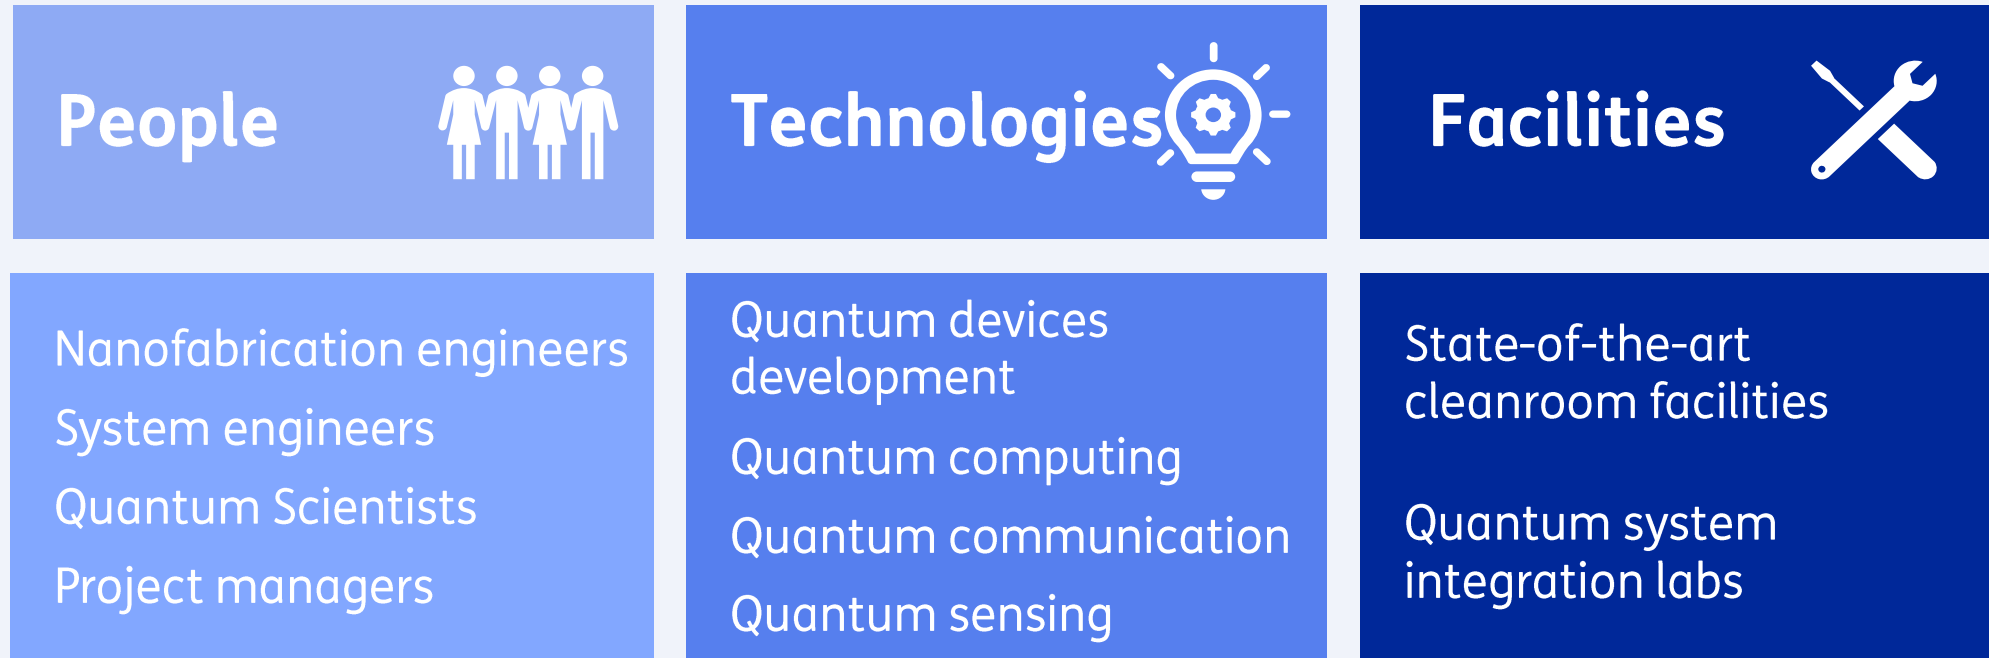 People
Technologies
Facilities
Nanofabrication engineers
System engineers
Quantum Scientists
Project managers
Quantum devices
development
Quantum computing
Quantum communication
Quantum sensing
State-of-the-art
cleanroom facilities
Quantum system
integration labs